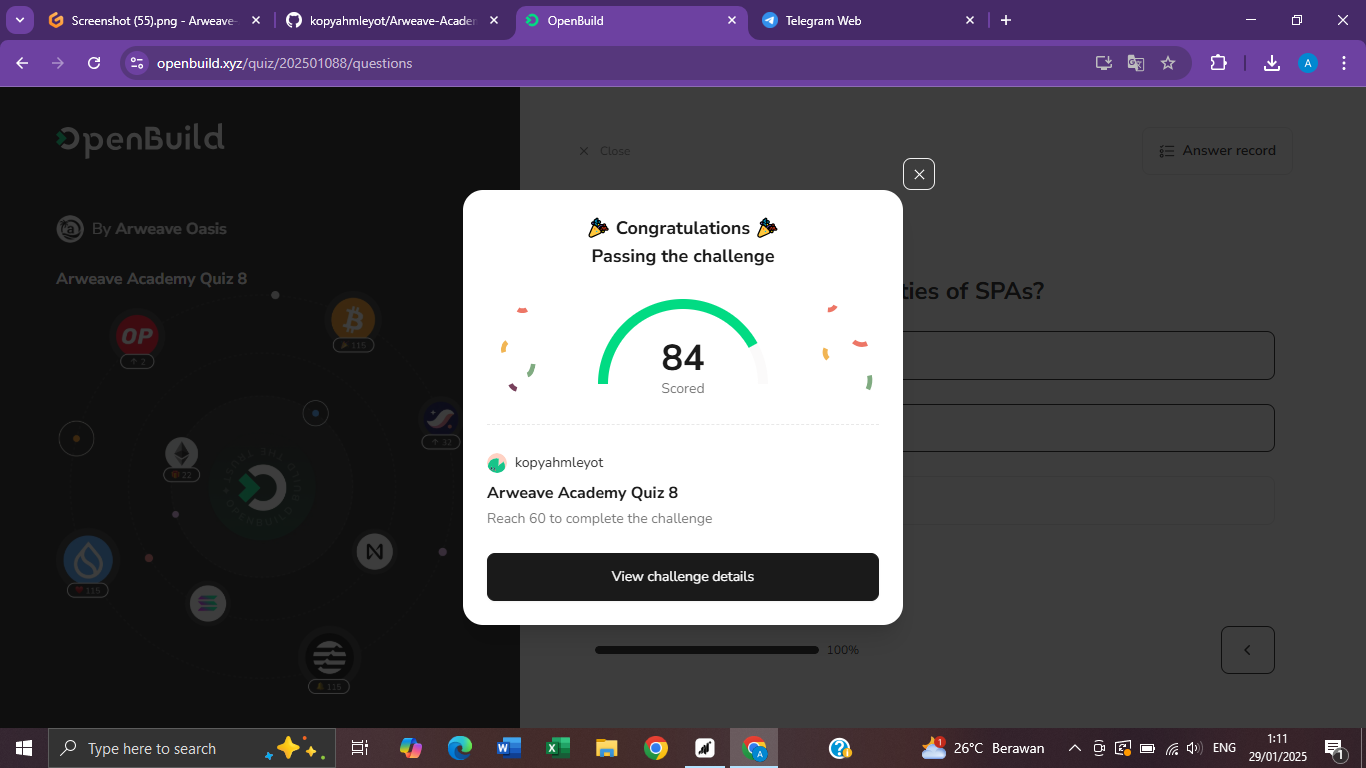 Screenshot (55).png - Arweave-
kopyahmleyot/Arweave-Academ
OpenBuild
Telegram Web
openbuild.xyz/quiz/202501088/questions
A
OpenBuild
Close
Answer record
By Arweave Oasis
Arweave Academy Quiz 8
🎉 Congratulations 🎉
Passing the challenge
84
Scored
kopyahmleyot
Arweave Academy Quiz 8
Reach 60 to complete the challenge
View challenge details
ties of SPAs?
OP
2
115
32
22
115
115
100%
Type here to search
26°C Berawan
1
ENG
1:11
29/01/2025
1